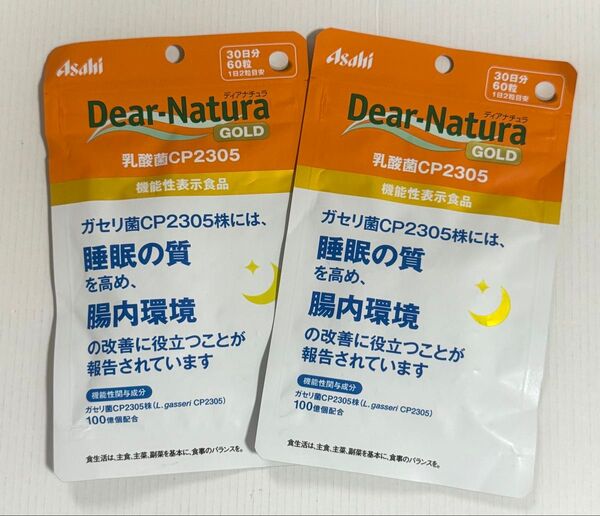 Asahi
30日分
60粒
1日2粒目安
ディアナチュラ
Dear-Natura
GOLD
乳酸菌CP2305
機能性表示食品
ガセリ菌CP2305株には、
睡眠の質
を高め、
腸内環境
の改善に役立つことが
報告されています
機能性関与成分
ガセリ菌CP2305株(L. gasseri CP2305)
100億個配合
食生活は、主食、主菜、副菜を基本に、食事のバランスを。
Asahi
30日分
60粒
1日2粒目安
ディアナチュラ
Dear-Natura
GOLD
乳酸菌CP2305
機能性表示食品
ガセリ菌CP2305株には、
睡眠の質
を高め、
腸内環境
の改善に役立つことが
報告されています
機能性関与成分
ガセリ菌CP2305株(L. gasseri CP2305)
100億個配合
食生活は、主食、主菜、副菜を基本に、食事のバランスを。